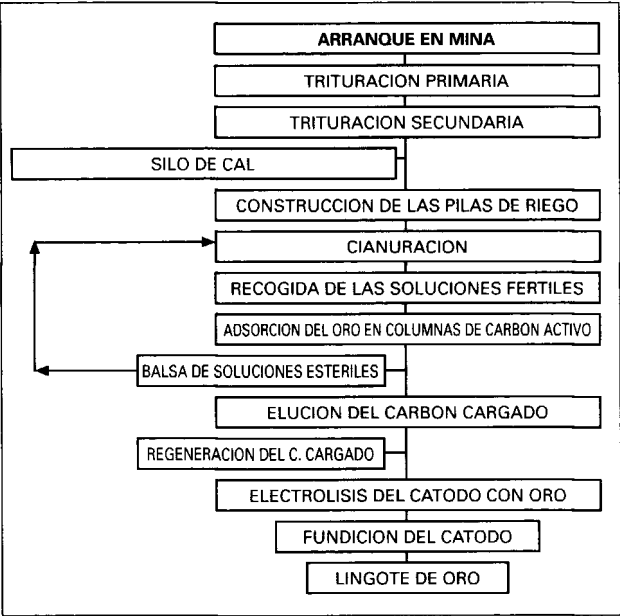 ARRANQUE EN MINA
TRITURACION PRIMARIA
TRITURACION SECUNDARIA
SILO DE CAL
CONSTRUCCION DE LAS PILAS DE RIEGO
CIANURACION
RECOGIDA DE LAS SOLUCIONES FERTILES
ADSORCION DEL ORO EN COLUMNAS DE CARBON ACTIVO
BALSA DE SOLUCIONES ESTERILES
ELUCION DEL CARBON CARGADO
REGENERACION DEL C. CARGADO
ELECTROLISIS DEL CATODO CON ORO
FUNDICION DEL CATODO
LINGOTE DE ORO